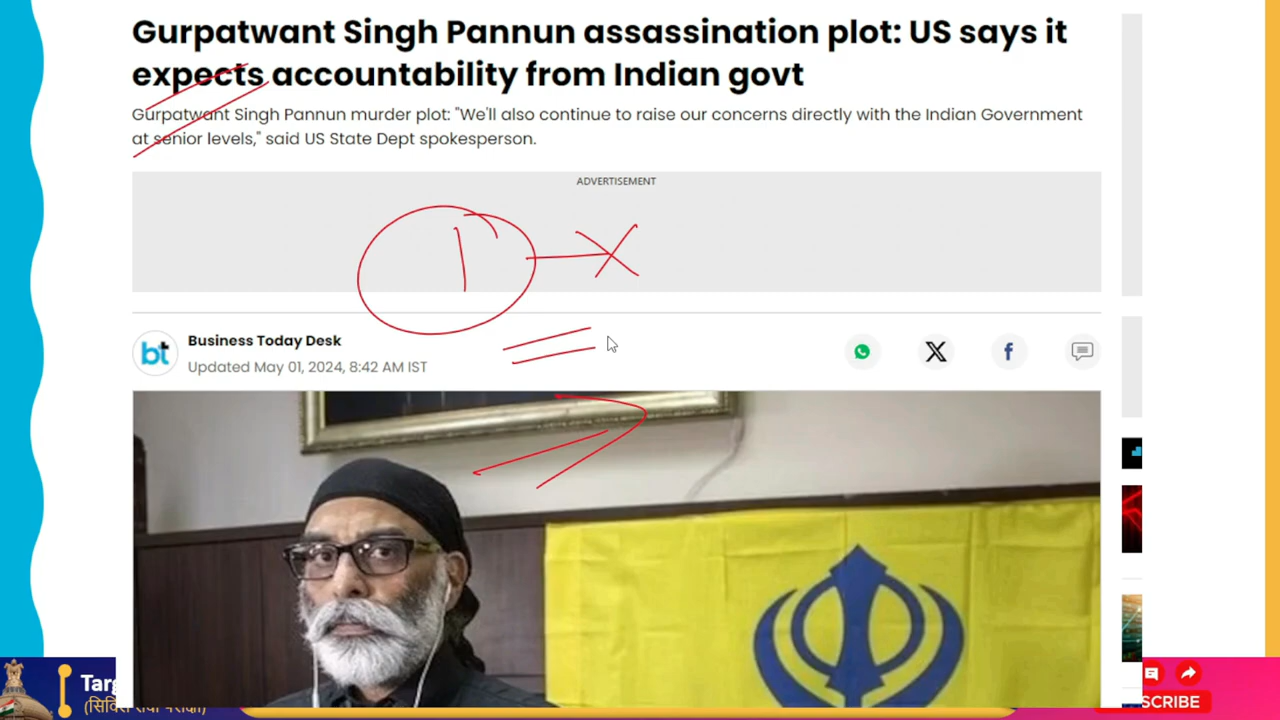 Gurpatwant Singh Pannun assassination plot: US says it
expects accountability from Indian govt
Gurpatwant Singh Pannun murder plot: "We'll also continue to raise our concerns directly with the Indian Government
at senior levels," said US State Dept spokesperson.
ADVERTISEMENT
bt
Business Today Desk
Updated May 01, 2024, 8:42 AM IST